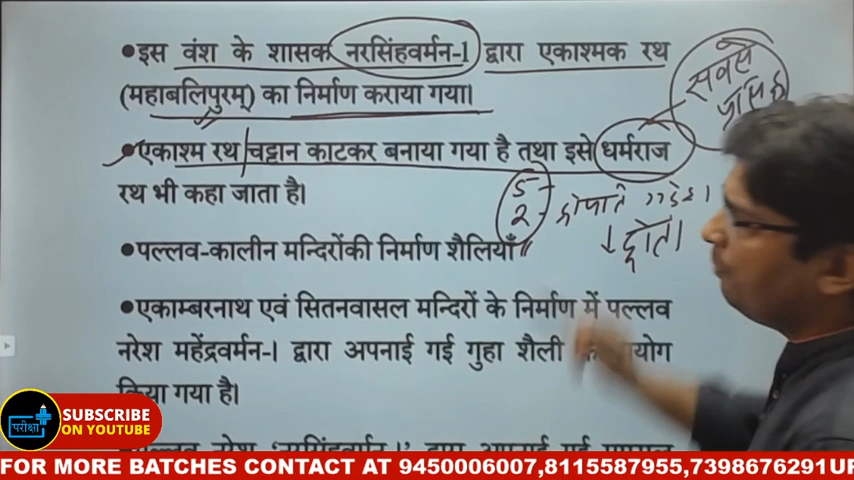 ●इस वंश के शासक नरसिंहवर्मन-I द्वारा एकाश्मक रथ
(महाबलिपुरम्) का निर्माण कराया गया।
●एकाश्म रथ चट्टान काटकर बनाया गया है तथा इसे धर्मराज
रथ भी कहा जाता है।
●पल्लव-कालीन मन्दिरोंकी निर्माण शैलियाँ
●एकाम्बरनाथ एवं सितनवासल मन्दिरों के निर्माण में पल्लव
नरेश महेंद्रवर्मन-I द्वारा अपनाई गई गुहा शैली
किया गया है।
सबसे
5
2
परीक्षा
SUBSCRIBE
ON YOUTUBE
FOR MORE BATCHES CONTACT AT 9450006007,8115587955,7398676291